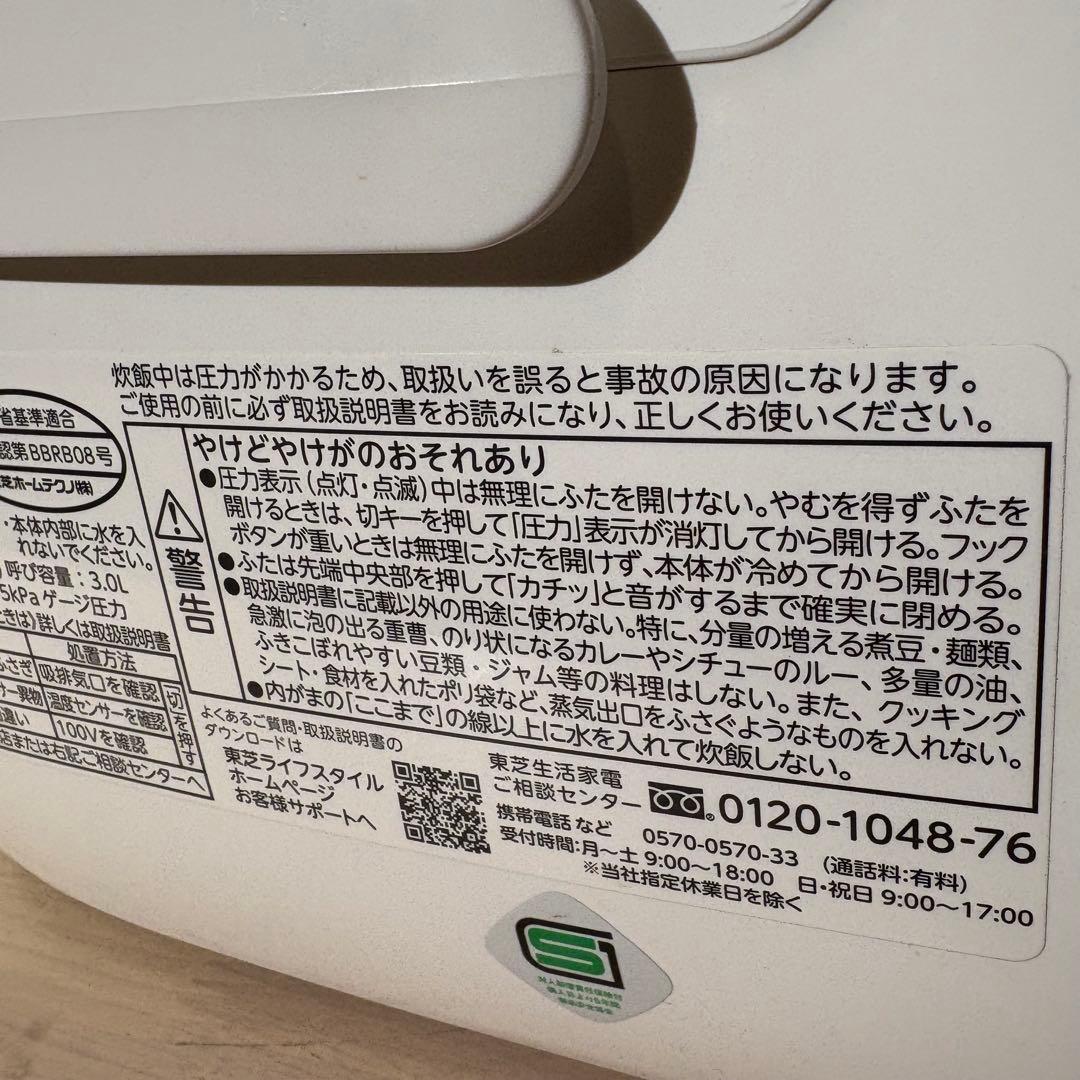 炊飯中は圧力がかかるため、取扱いを誤ると事故の原因になります。
ご使用の前に必ず取扱説明書をお読みになり、正しくお使いください。
省基準適合
認第BBRB08号
芝ホームテクノ(株)
・本体内部に水を入
れないでください。
呼び容量:3.0L
5kPa ゲージ圧力
ときは)詳しくは取扱説明書
処置方法
ふさぎ 吸排気口を確認
サー異物 温度センサーを確認
違い 100Vを確認
切を押す
店または右記ご相談センターへ
警告
やけどやけがのおそれあり
●圧力表示(点灯・点滅)中は無理にふたを開けない。やむを得ずふたを
開けるときは、切キーを押して「圧力」表示が消灯してから開ける。フック
ボタンが重いときは無理にふたを開けず、本体が冷めてから開ける。
●ふたは先端中央部を押して「カチッ」と音がするまで確実に閉める。
●取扱説明書に記載以外の用途に使わない。特に、分量の増える煮豆・麺類、
急激に泡の出る重曹、のり状になるカレーやシチューのルー、多量の油、
ふきこぼれやすい豆類・ジャム等の料理はしない。また、クッキング
シート・食材を入れたポリ袋など、蒸気出口をふさぐようなものを入れない。
●内がまの「ここまで」の線以上に水を入れて炊飯しない。
よくあるご質問・取扱説明書の
ダウンロードは
東芝ライフスタイル
ホームページ
お客様サポートへ
東芝生活家電
ご相談センター 0120-1048-76
携帯電話など 0570-0570-33 (通話料:有料)
受付時間:月〜土 9:00〜18:00 日・祝日 9:00〜17:00
※当社指定休業日を除く